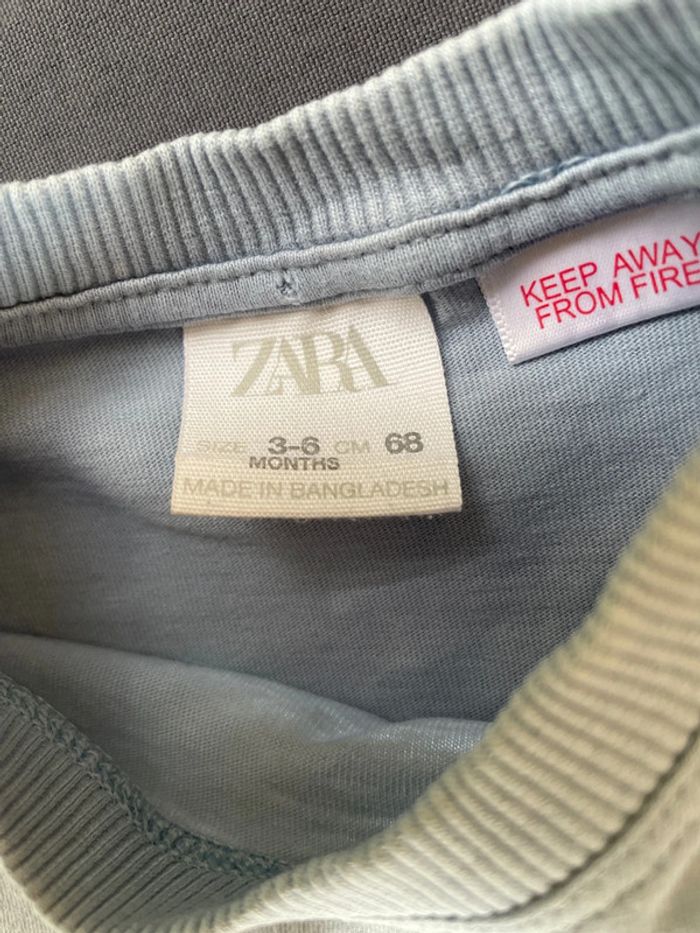 ZARA
SIZE 3-6 CM 68
MONTHS
MADE IN BANGLADESH
KEEP AWAY
FROM FIRE